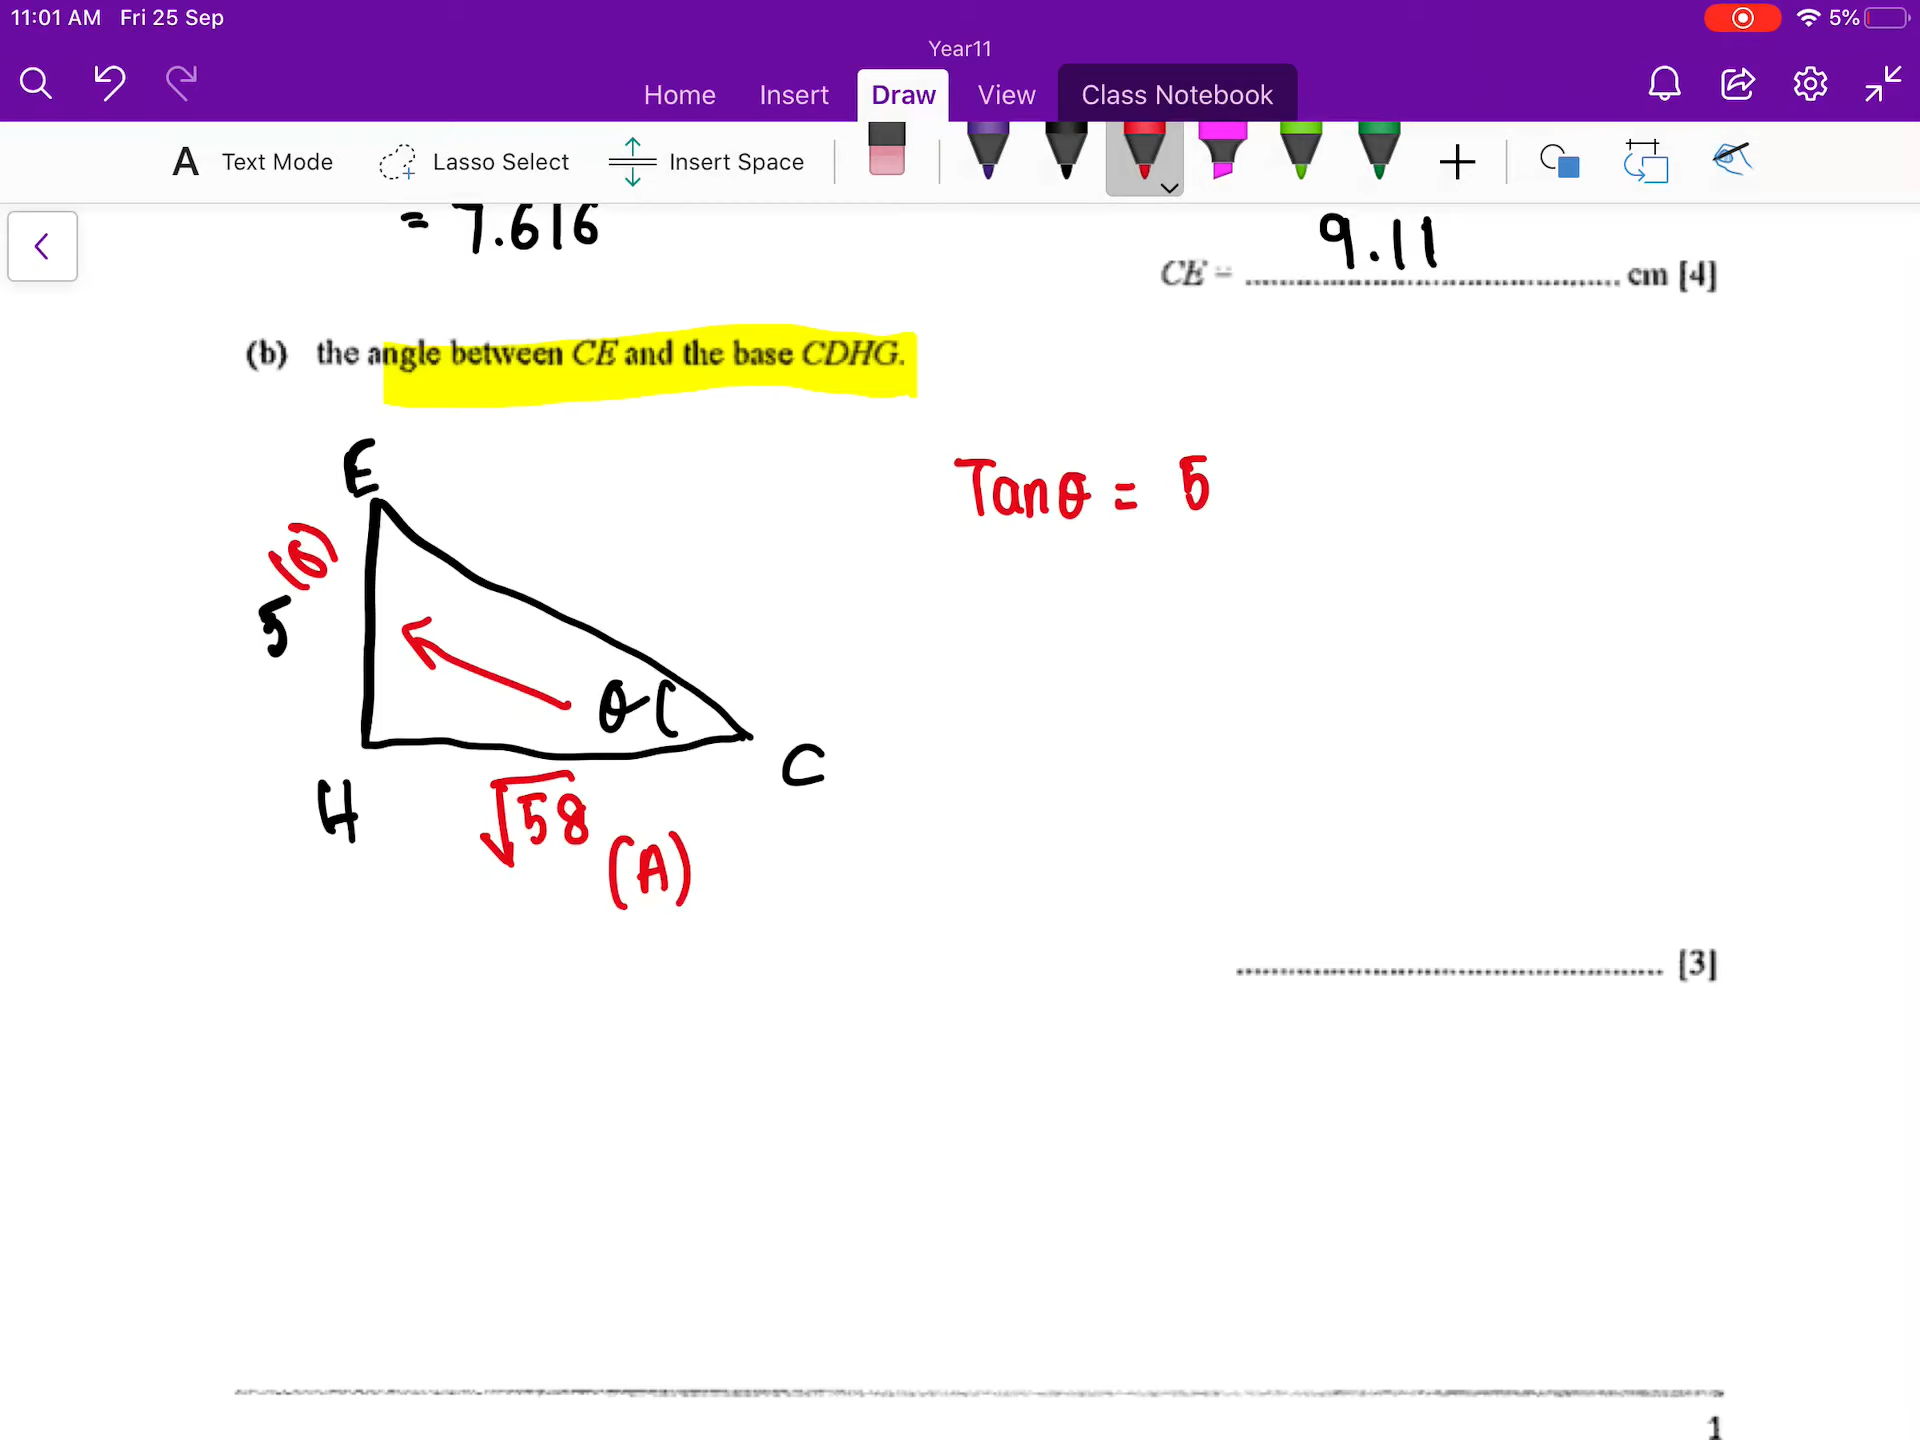 11:01 AM Fri 25 Sep
5%
Year11
Home Insert Draw View Class Notebook
A Text Mode Lasso Select Insert Space
= 7.616
9.11
CE = cm [4]
(b) the angle between CE and the base CDHG.
E
Tanθ = 5
(6)
5
θ
H
C
√58
(A)
[3]
1